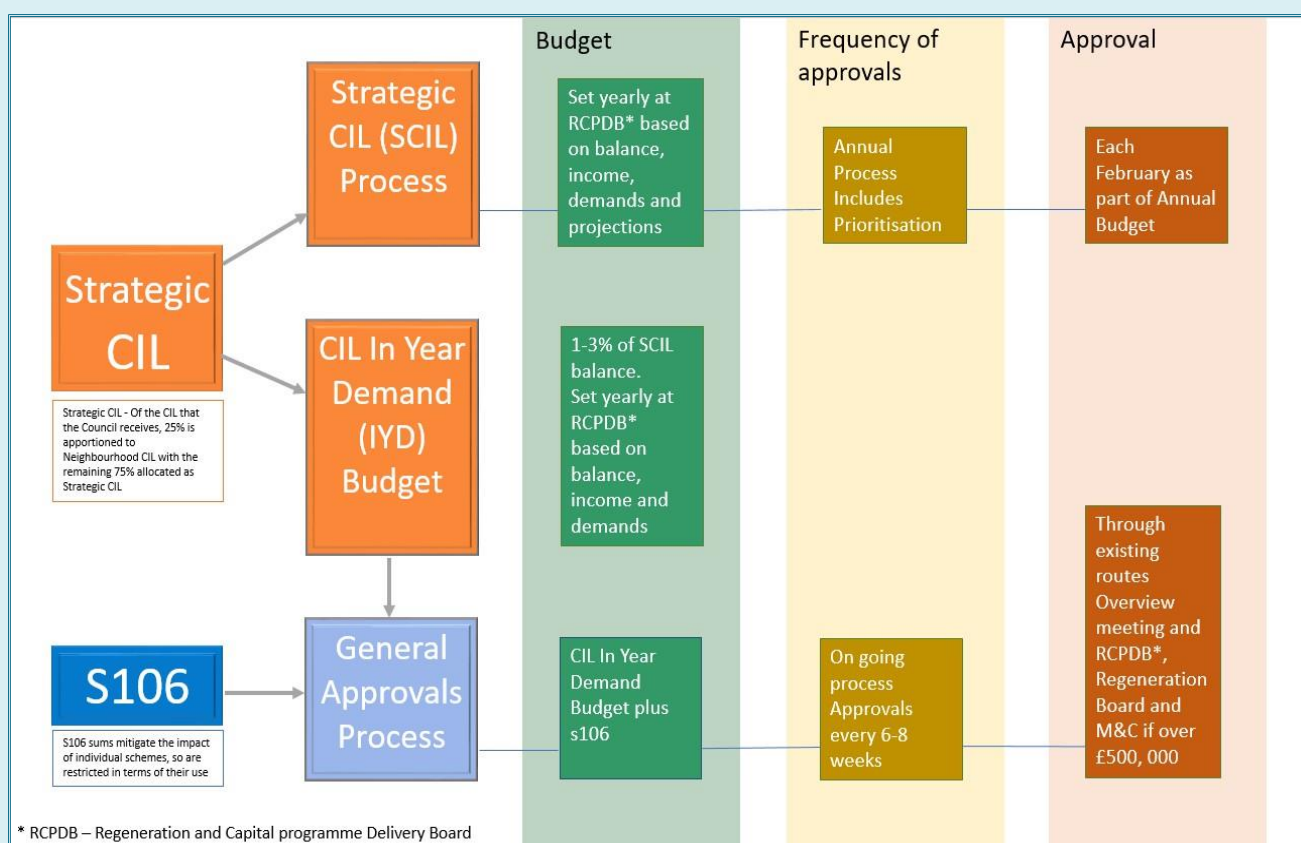 Budget
Frequency of
approvals
Approval
Strategic
CIL (SCIL)
Process
Set yearly at
RCPDB* based
on balance,
income,
demands and
projections
Annual
Process
Includes
Prioritisation
Each
February as
part of Annual
Budget
Strategic
CIL
Strategic CIL - Of the CIL that
the Council receives, 25% is
apportioned to
Neighbourhood CIL with the
remaining 75% allocated as
Strategic CIL
CIL In Year
Demand
(IYD)
Budget
1-3% of SCIL
balance.
Set yearly at
RCPDB*
based on
balance,
income and
demands
S106
S106 sums mitigate the impact
of individual schemes, so are
restricted in terms of their use
General
Approvals
Process
CIL In Year
Demand
Budget plus
s106
On going
process
Approvals
every 6-8
weeks
Through
existing
routes
Overview
meeting and
RCPDB*,
Regeneration
Board and
M&C if over
£500, 000
* RCPDB – Regeneration and Capital programme Delivery Board